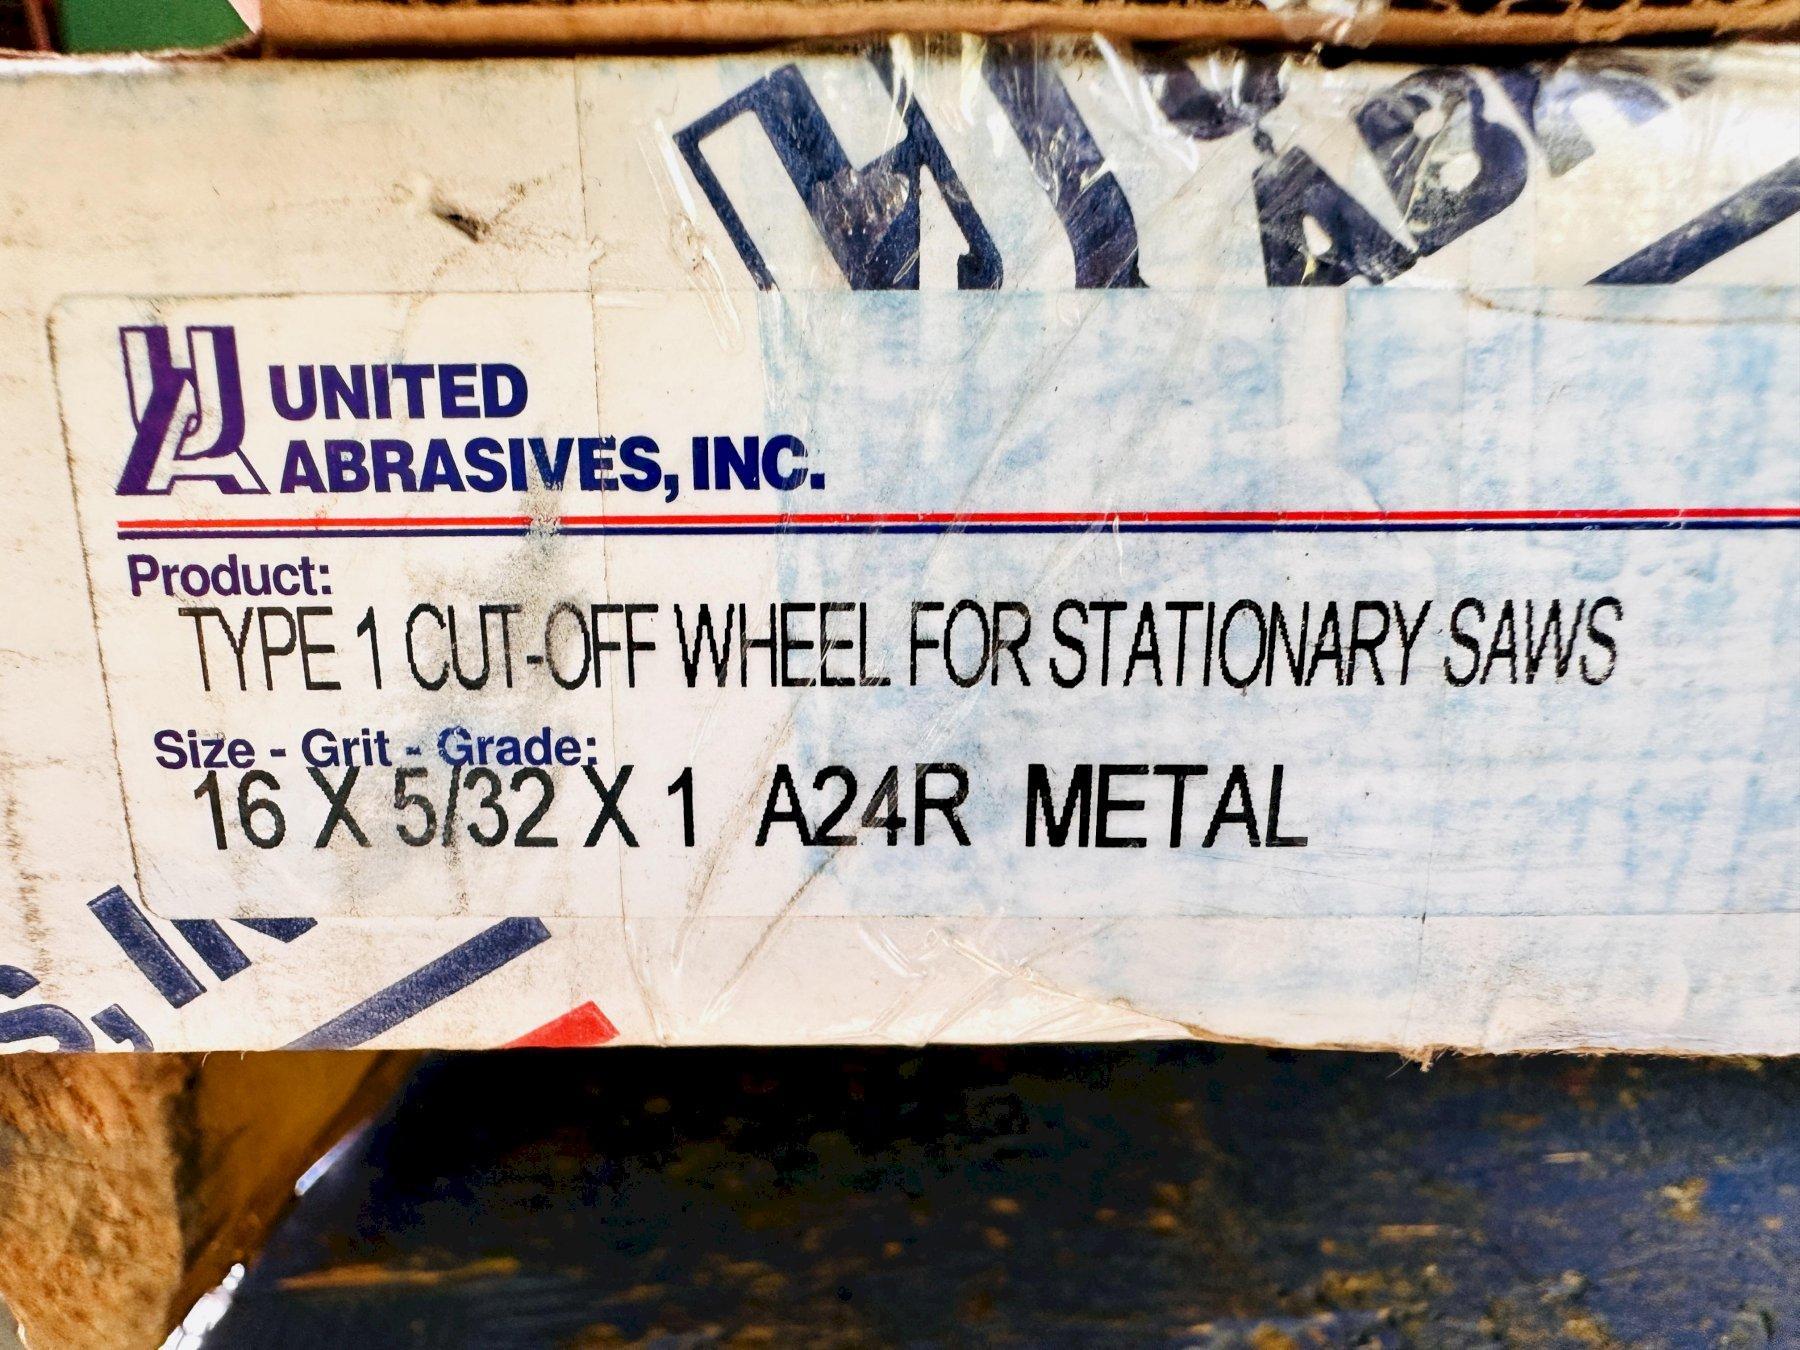 UNITED
ABRASIVES, INC.
Product:
TYPE 1 CUT-OFF WHEEL FOR STATIONARY SAWS
Size - Grit - Grade:
16 X 5/32 X 1 A24R METAL